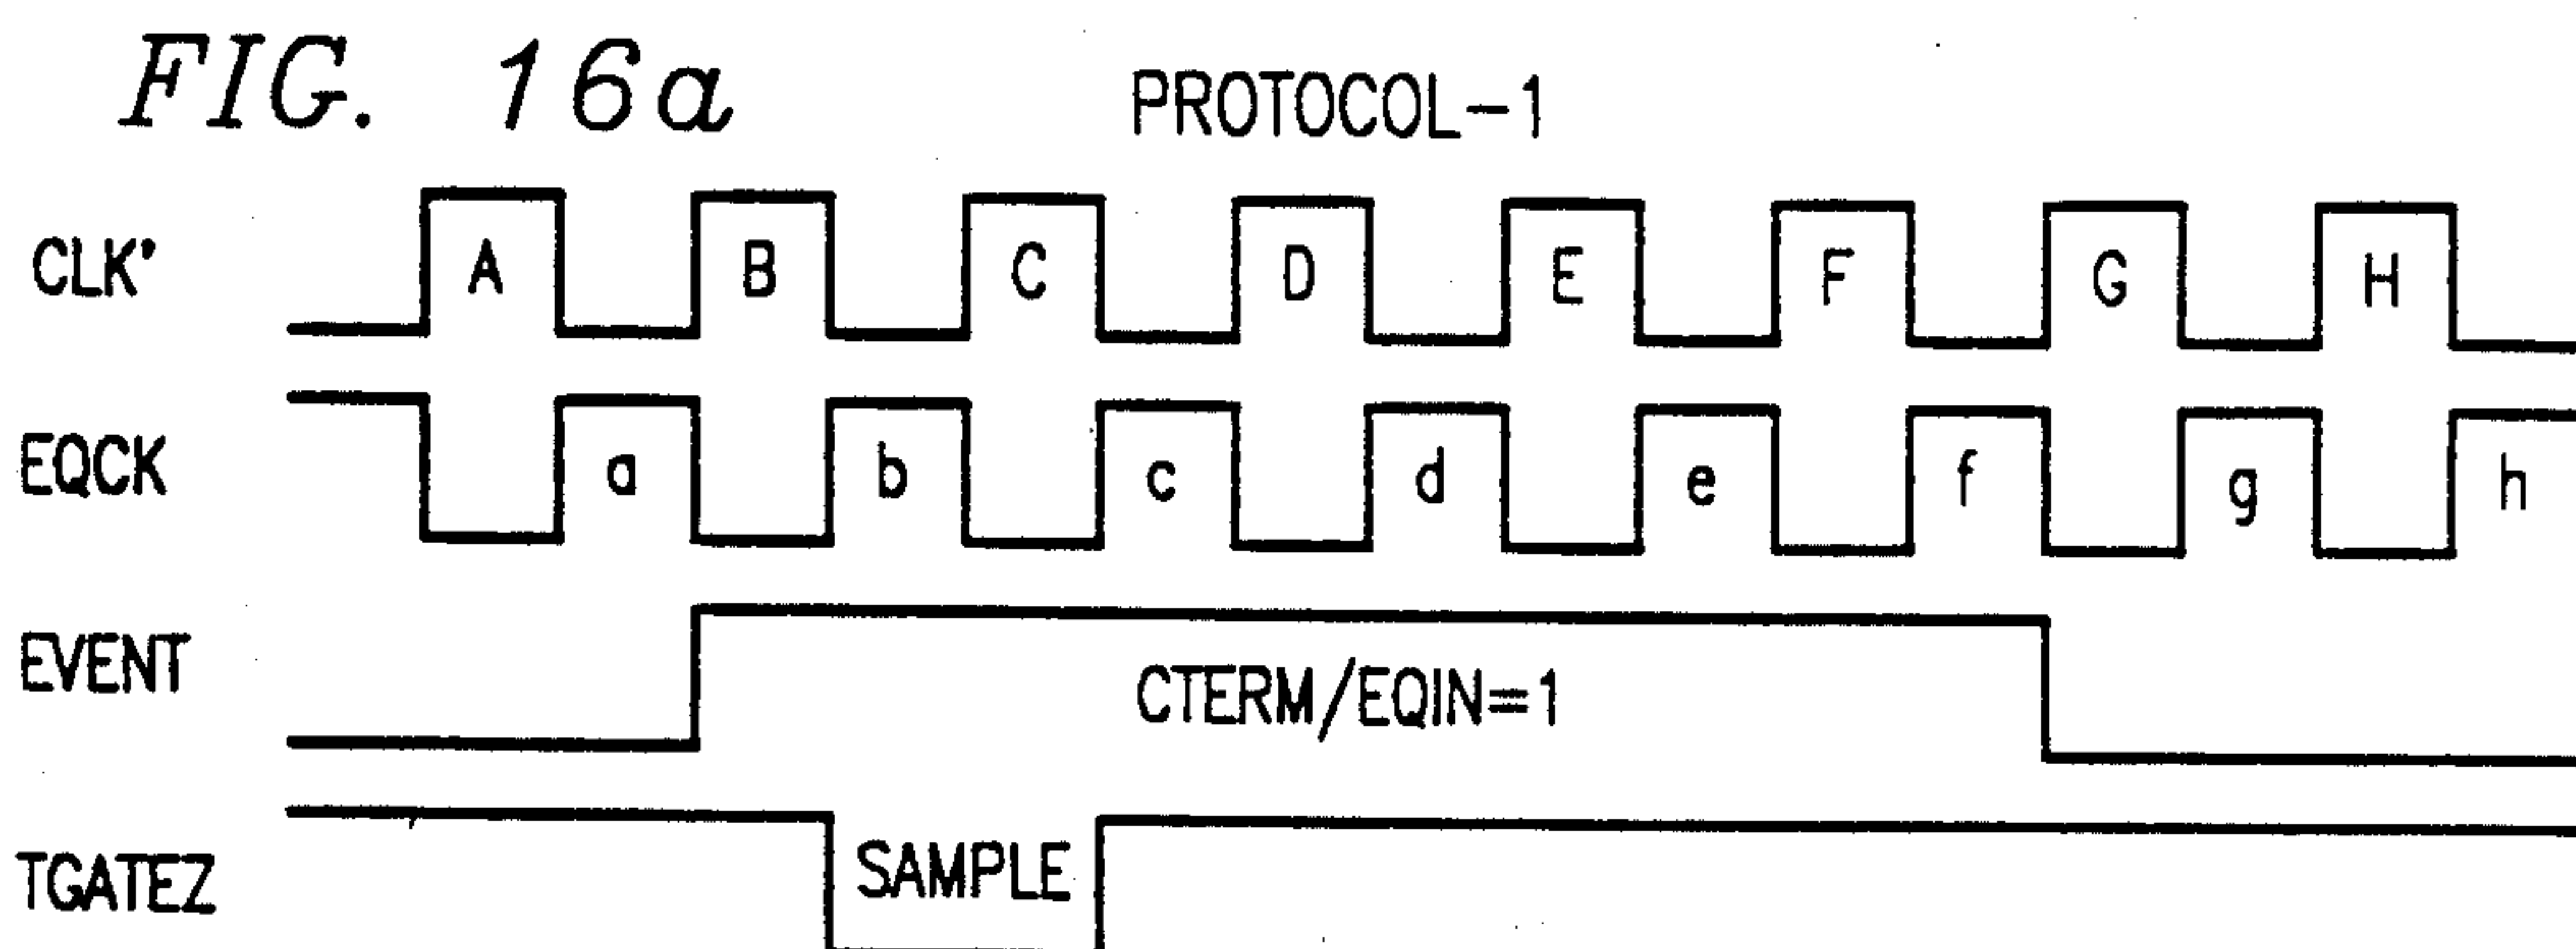 FIG. 16a
PROTOCOL-1
CLK' A B C D E F G H
EQCK a b c d e f g h
EVENT CTERM/EQIN=1
TGATEZ SAMPLE